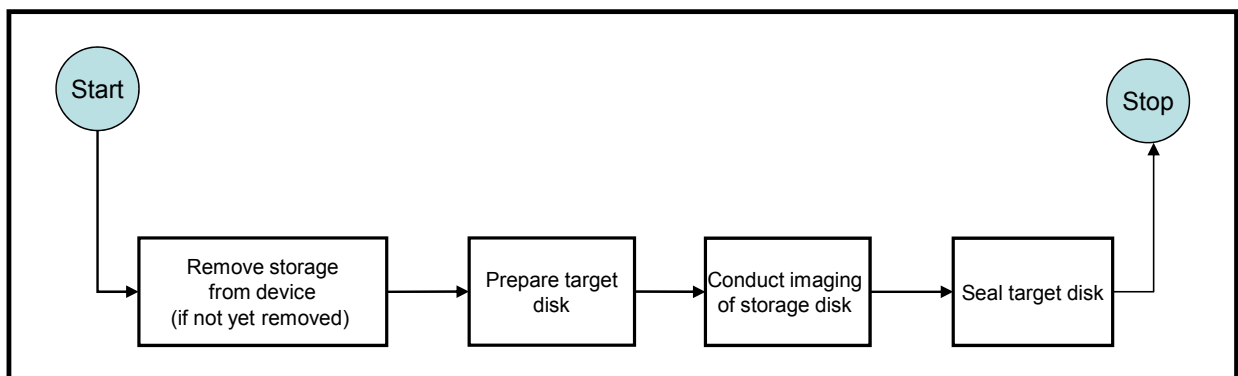 Start
Stop
Remove storage
from device
(if not yet removed)
Prepare target
disk
Conduct imaging
of storage disk
Seal target disk